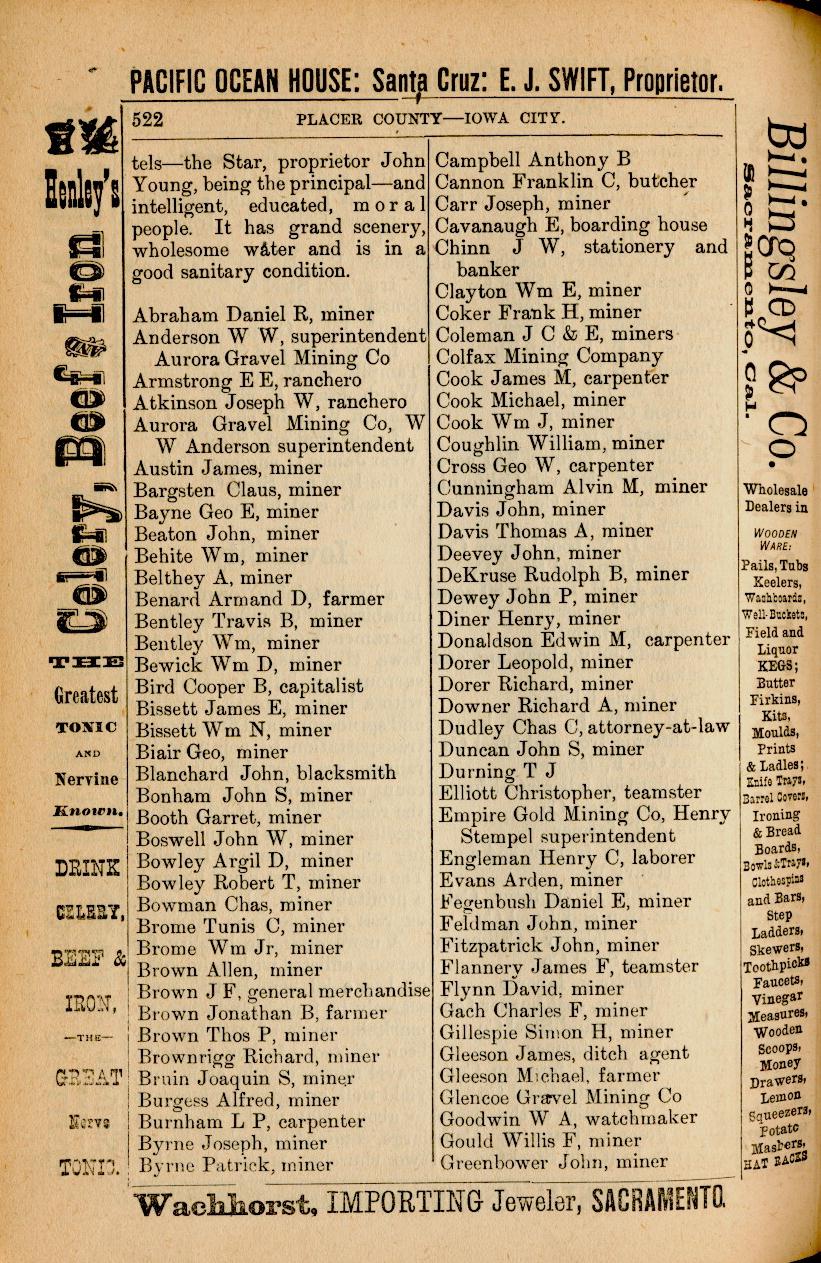 PACIFIC OCEAN HOUSE: Santa Cruz: E. J. SWIFT, Proprietor.
522 PLACER COUNTY—IOWA CITY.
tels—the Star, proprietor John
Young, being the principal—and
intelligent, educated, moral
people. It has grand scenery,
wholesome water and is in a
good sanitary condition.
Abraham Daniel R, miner
Anderson W W, superintendent
Aurora Gravel Mining Co
Armstrong E E, ranchero
Atkinson Joseph W, ranchero
Aurora Gravel Mining Co, W
W Anderson superintendent
Austin James, miner
Bargsten Claus, miner
Bayne Geo E, miner
Beaton John, miner
Behite Wm, miner
Belthey A, miner
Benard Armand D, farmer
Bentley Travis B, miner
Bentley Wm, miner
Bewick Wm D, miner
Bird Cooper B, capitalist
Bissett James E, miner
Bissett Wm N, miner
Biair Geo, miner
Blanchard John, blacksmith
Bonham John S, miner
Booth Garret, miner
Boswell John W, miner
Bowley Argil D, miner
Bowley Robert T, miner
Bowman Chas, miner
Brome Tunis C, miner
Brome Wm Jr, miner
Brown Allen, miner
Brown J F, general merchandise
Brown Jonathan B, farmer
Brown Thos P, miner
Brownrigg Richard, miner
Bruin Joaquin S, miner
Burgess Alfred, miner
Burnham L P, carpenter
Byrne Joseph, miner
Byrne Patrick, miner
Campbell Anthony B
Cannon Franklin C, butcher
Carr Joseph, miner
Cavanaugh E, boarding house
Chinn J W, stationery and
banker
Clayton Wm E, miner
Coker Frank H, miner
Coleman J C & E, miners
Colfax Mining Company
Cook James M, carpenter
Cook Michael, miner
Cook Wm J, miner
Coughlin William, miner
Cross Geo W, carpenter
Cunningham Alvin M, miner
Davis John, miner
Davis Thomas A, miner
Deevey John, miner
DeKruse Rudolph B, miner
Dewey John P, miner
Diner Henry, miner
Donaldson Edwin M, carpenter
Dorer Leopold, miner
Dorer Richard, miner
Downer Richard A, miner
Dudley Chas C, attorney-at-law
Duncan John S, miner
Durning T J
Elliott Christopher, teamster
Empire Gold Mining Co, Henry
Stempel superintendent
Engleman Henry C, laborer
Evans Arden, miner
Fegenbush Daniel E, miner
Feldman John, miner
Fitzpatrick John, miner
Flannery James F, teamster
Flynn David, miner
Gach Charles F, miner
Gillespie Simon H, miner
Gleeson James, ditch agent
Gleeson Michael, farmer
Glencoe Gravel Mining Co
Goodwin W A, watchmaker
Gould Willis F, miner
Greenbower John, miner
Henley's
Celery, Beef AND Iron
THE
Greatest
TONIC
AND
Nervine
Known.
DRINK
CELERY,
BEEF &
IRON,
—THE—
GREAT
Nerve
TONIC.
Billingsley & Co.
Sacramento, Cal.
Wholesale
Dealers in
WOODEN
WARE:
Pails, Tubs
Keelers,
Washboards,
Well-Buckets,
Field and
Liquor
KEGS;
Butter
Firkins,
Kits,
Moulds,
Prints
& Ladles;
Knife Trays,
Barrel Covers,
Ironing
& Bread
Boards,
Bowls & Trays,
Clothespins
and Bars,
Step
Ladders,
Skewers,
Toothpicks
Faucets,
Vinegar
Measures,
Wooden
Scoops,
Money
Drawers,
Lemon
Squeezers,
Potato
Mashers,
HAT RACKS
Wachhorst, IMPORTING Jeweler, SACRAMENTO.